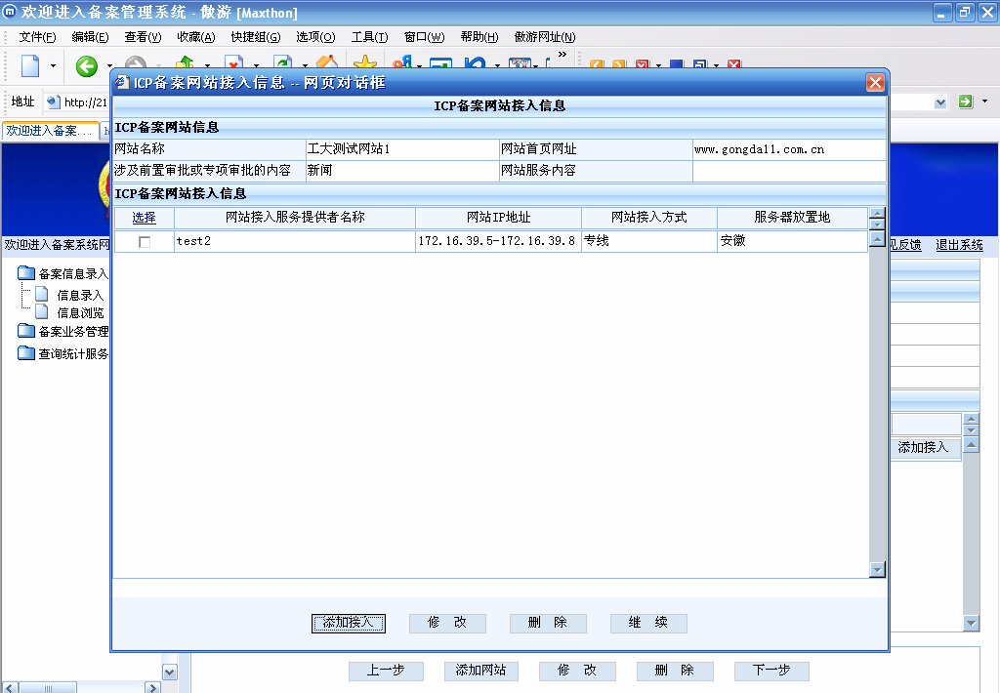 欢迎进入备案管理系统 - 傲游 [Maxthon]
文件(F) 编辑(E) 查看(V) 收藏(A) 快捷组(G) 选项(O) 工具(T) 窗口(W) 帮助(H) 傲游网址(N)
地址 http://21
欢迎进入备案...
ICP备案网站接入信息 -- 网页对话框
ICP备案网站接入信息
ICP备案网站信息
网站名称 工大测试网站1 网站首页网址 www.gongda11.com.cn
涉及前置审批或专项审批的内容 新闻 网站服务内容
ICP备案网站接入信息
选择 网站接入服务提供者名称 网站IP地址 网站接入方式 服务器放置地
test2 172.16.39.5-172.16.39.8 专线 安徽
欢迎进入备案系统网
见反馈 退出系统
备案信息录入
信息录入
信息浏览
备案业务管理
查询统计服务
添加接入
添加接入 修 改 删 除 继 续
上一步 添加网站 修 改 删 除 下一步